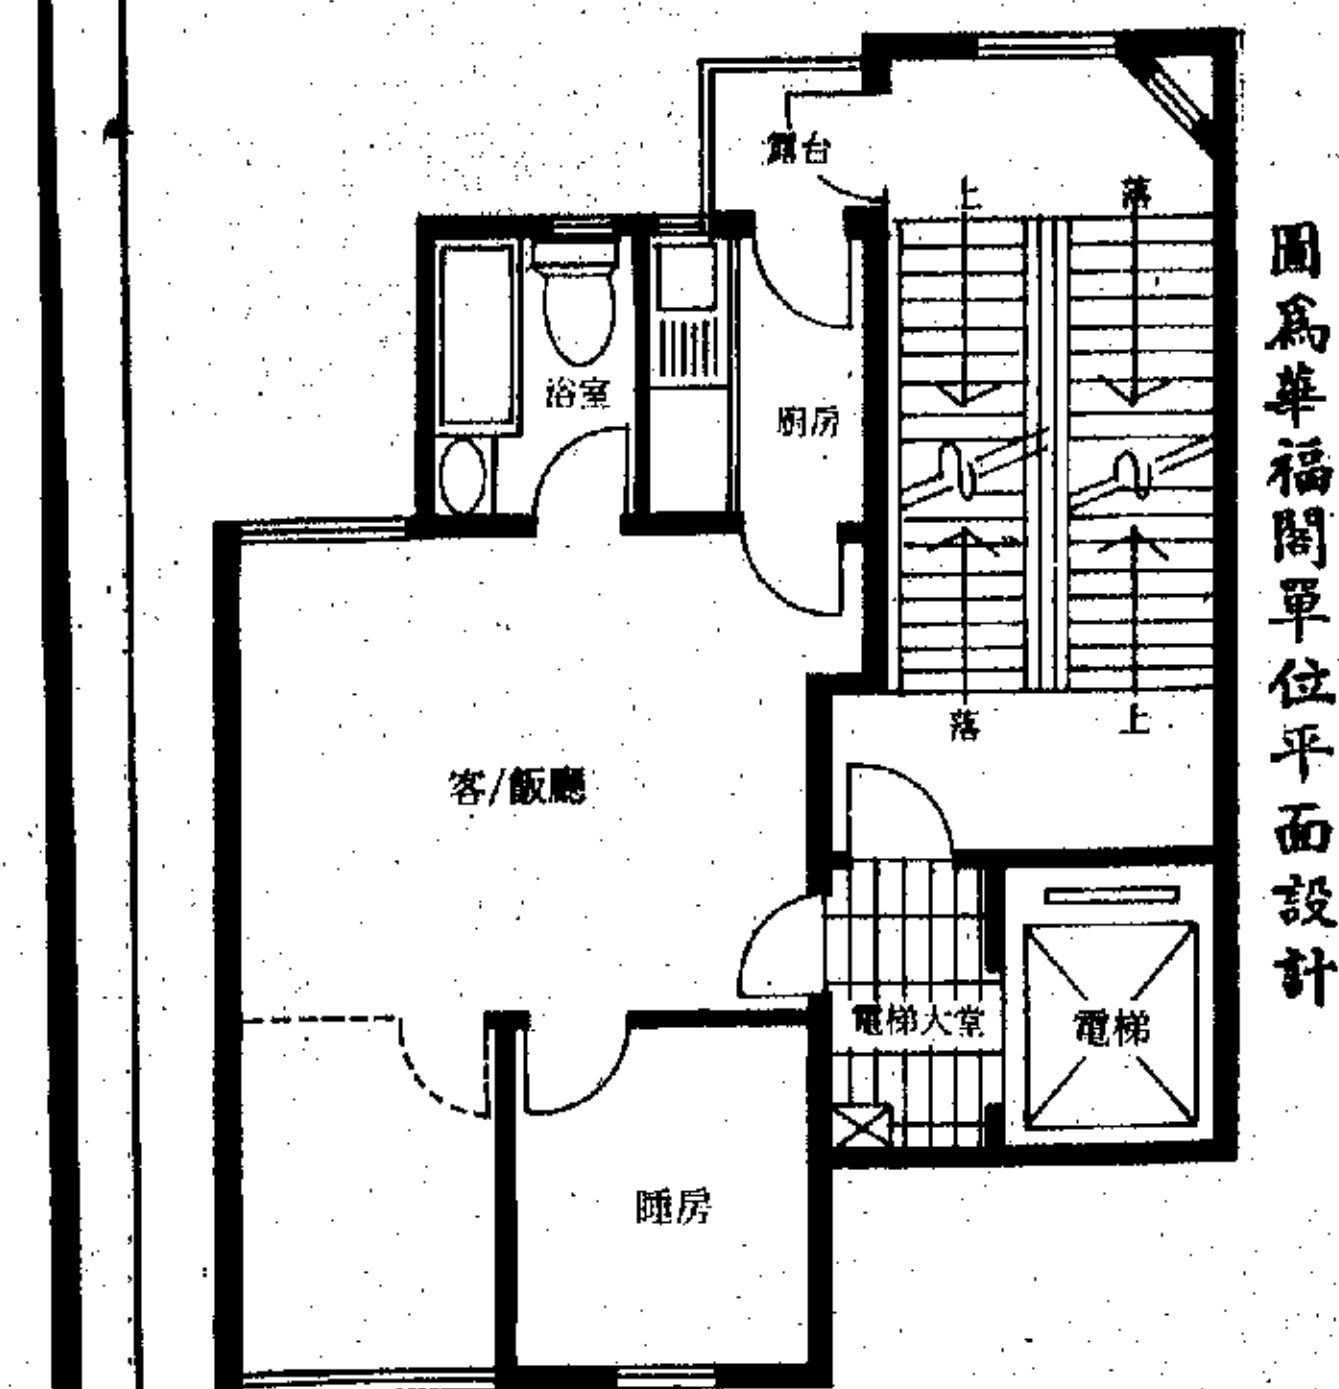 圖為華福閣單位平面設計
露台
上
落
浴室
廚房
落
上
客/飯廳
電梯大堂
電梯
睡房